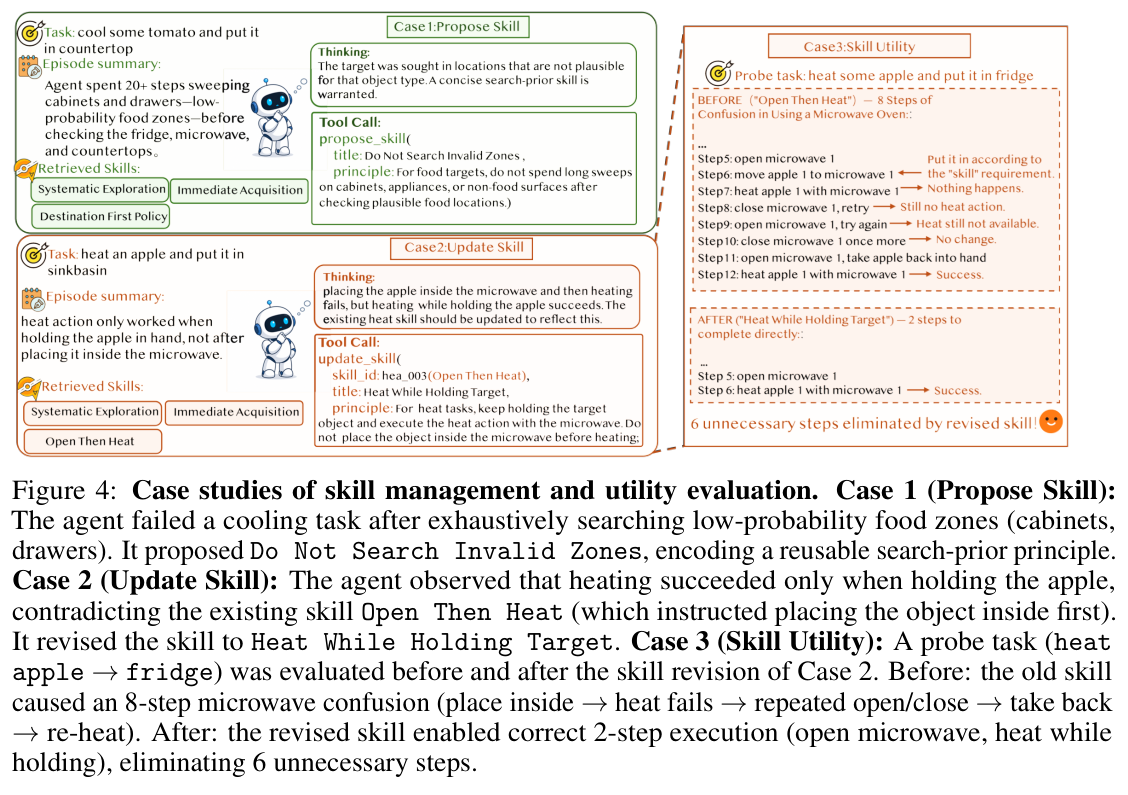 Case1:Propose Skill
Task: cool some tomato and put it
in countertop
Episode summary:
Agent spent 20+ steps sweeping
cabinets and drawers—low-
probability food zones—before
checking the fridge, microwave,
and countertops。
Retrieved Skills:
Systematic Exploration
Immediate Acquisition
Destination First Policy
Thinking:
The target was sought in locations that are not plausible
for that object type. A concise search-prior skill is
warranted.
Tool Call:
propose_skill(
title: Do Not Search Invalid Zones ,
principle: For food targets, do not spend long sweeps
on cabinets, appliances, or non-food surfaces after
checking plausible food locations.)
Case2:Update Skill
Task: heat an apple and put it in
sinkbasin
Episode summary:
heat action only worked when
holding the apple in hand, not after
placing it inside the microwave.
Retrieved Skills:
Systematic Exploration
Immediate Acquisition
Open Then Heat
Thinking:
placing the apple inside the microwave and then heating
fails, but heating while holding the apple succeeds. The
existing heat skill should be updated to reflect this.
Tool Call:
update_skill(
skill_id: hea_003(Open Then Heat),
title: Heat While Holding Target,
principle: For heat tasks, keep holding the target
object and execute the heat action with the microwave. Do
not place the object inside the microwave before heating;
Case3:Skill Utility
Probe task: heat some apple and put it in fridge
BEFORE ("Open Then Heat") — 8 Steps of
Confusion in Using a Microwave Oven::
...
Step5: open microwave 1
Step6: move apple 1 to microwave 1 ← Put it in according to the "skill" requirement.
Step7: heat apple 1 with microwave 1 → Nothing happens.
Step8: close microwave 1, retry → Still no heat action.
Step9: open microwave 1, try again → Heat still not available.
Step10: close microwave 1 once more → No change.
Step11: open microwave 1, take apple back into hand
Step12: heat apple 1 with microwave 1 → Success.
AFTER ("Heat While Holding Target") — 2 steps to
complete directly::
...
Step 5: open microwave 1
Step 6: heat apple 1 with microwave 1 → Success.
6 unnecessary steps eliminated by revised skill!
Figure 4: Case studies of skill management and utility evaluation. Case 1 (Propose Skill):
The agent failed a cooling task after exhaustively searching low-probability food zones (cabinets,
drawers). It proposed Do Not Search Invalid Zones, encoding a reusable search-prior principle.
Case 2 (Update Skill): The agent observed that heating succeeded only when holding the apple,
contradicting the existing skill Open Then Heat (which instructed placing the object inside first).
It revised the skill to Heat While Holding Target. Case 3 (Skill Utility): A probe task (heat
apple → fridge) was evaluated before and after the skill revision of Case 2. Before: the old skill
caused an 8-step microwave confusion (place inside → heat fails → repeated open/close → take back
→ re-heat). After: the revised skill enabled correct 2-step execution (open microwave, heat while
holding), eliminating 6 unnecessary steps.